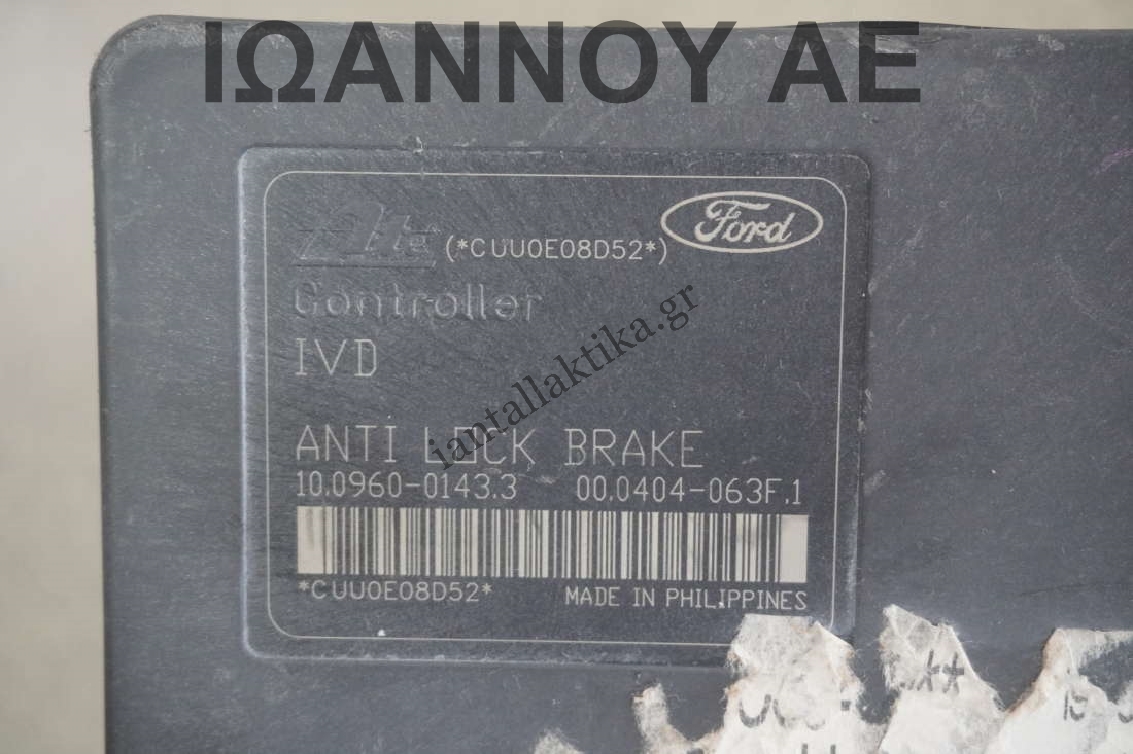 ΙΩΑΝΝΟΥ ΑΕ
Ate (*CUU0E08D52*) Ford
Controller
IVD
iantallaktika.gr
ANTI LOCK BRAKE
10.0960-0143.3 00.0404-063F.1
*CUU0E08D52* MADE IN PHILIPPINES